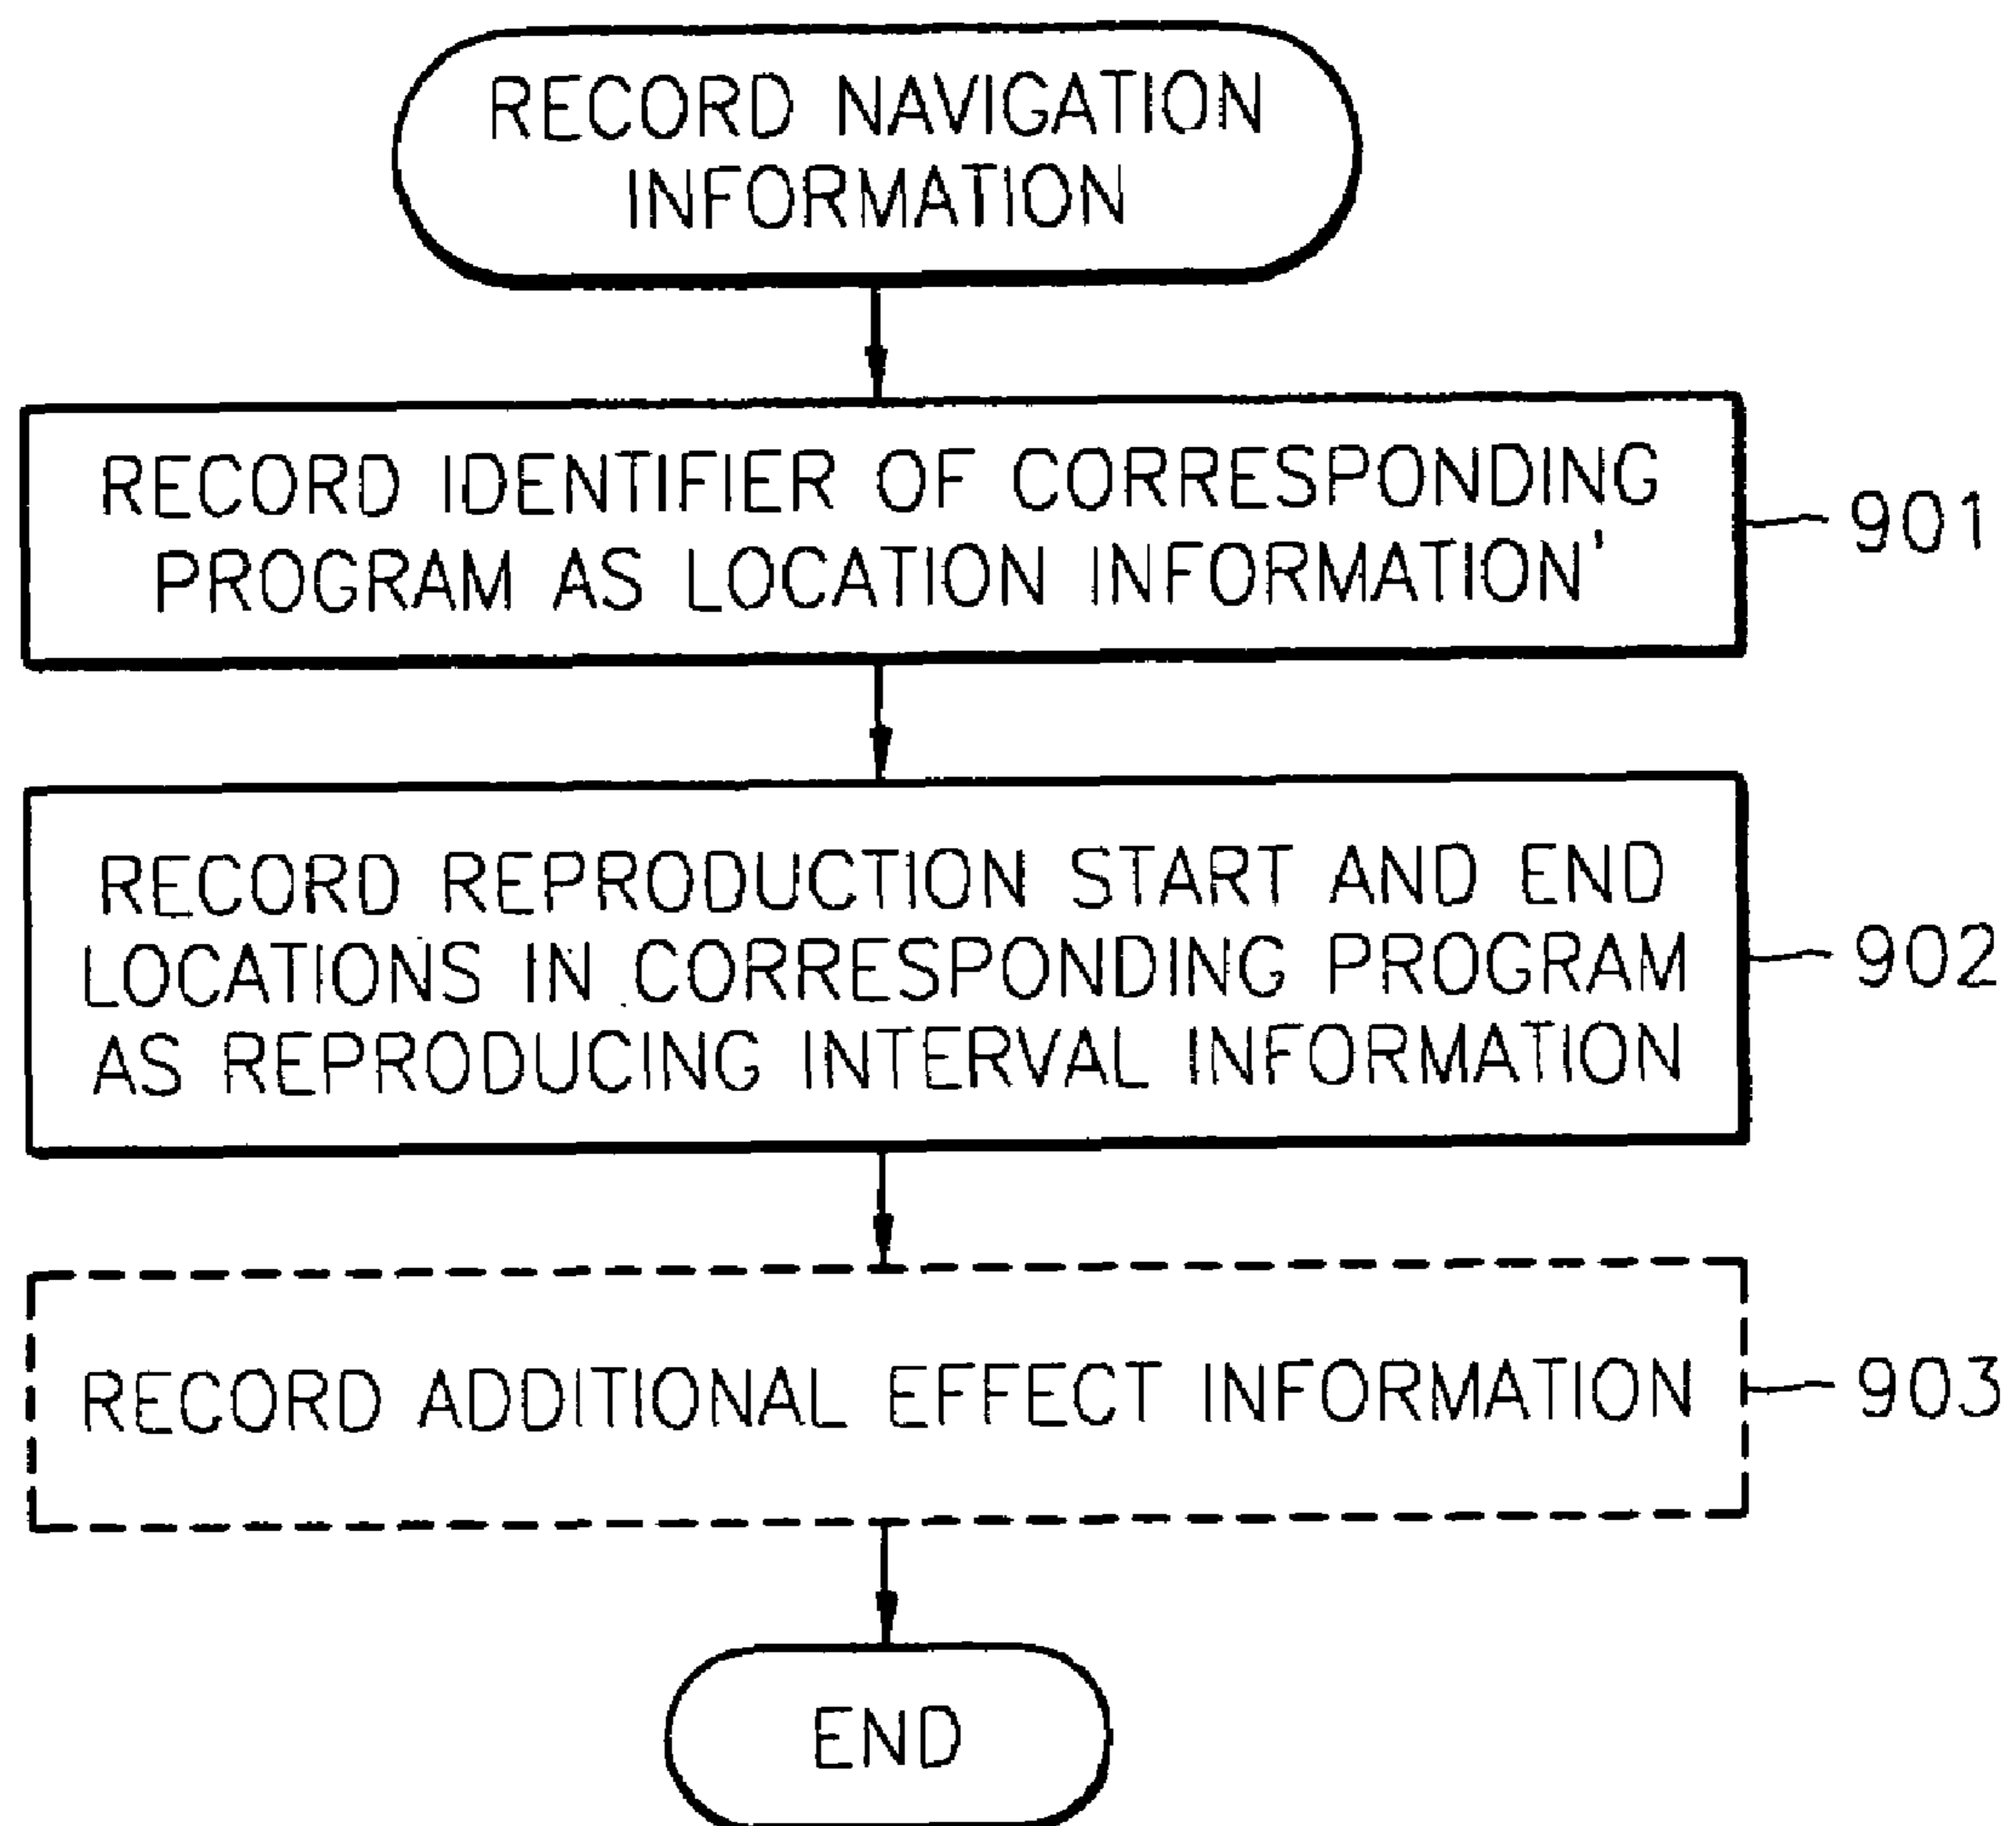 RECORD NAVIGATION
INFORMATION
RECORD IDENTIFIER OF CORRESPONDING
PROGRAM AS LOCATION INFORMATION'
901
RECORD REPRODUCTION START AND END
LOCATIONS IN CORRESPONDING PROGRAM
AS REPRODUCING INTERVAL INFORMATION
902
RECORD ADDITIONAL EFFECT INFORMATION
903
END